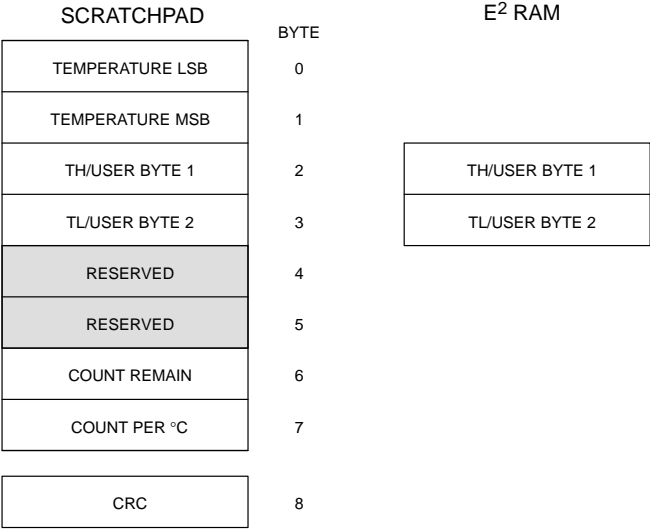 SCRATCHPAD
BYTE
E2 RAM
TEMPERATURE LSB 0
TEMPERATURE MSB 1
TH/USER BYTE 1 2 TH/USER BYTE 1
TL/USER BYTE 2 3 TL/USER BYTE 2
RESERVED 4
RESERVED 5
COUNT REMAIN 6
COUNT PER °C 7
CRC 8